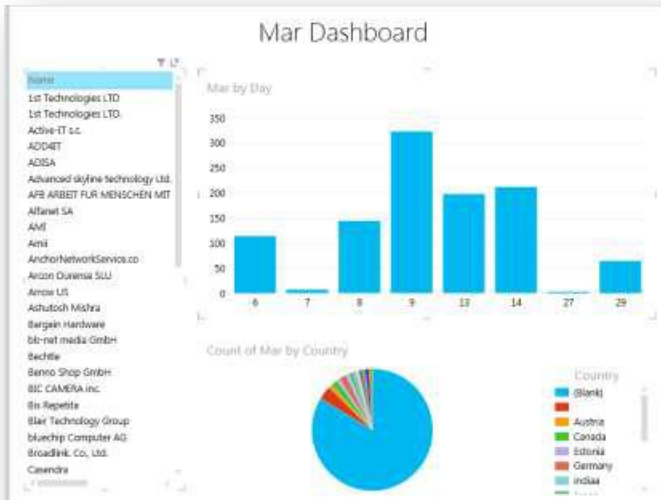 Mar Dashboard
Name
1st Technologies LTD
1st Technologies LTD.
Active-IT s.c.
ADD4IT
ADISA
Advanced skyline technology Ltd.
AFB ARBEIT FUR MENSCHEN MIT
Alfanet SA
AMI
Amii
AnchorNetworkService.co
Arcon Ourense SLU
Arrow US
Ashutosh Mishra
Bargain Hardware
bb-net media GmbH
Bechtle
Benno Shop GmbH
BIC CAMERA inc.
Bis Repetita
Blair Technology Group
bluechip Computer AG
Broadlink. Co., Ltd.
Casendra
Mar by Day
350
300
250
200
150
100
50
0
6 7 8 9 13 14 27 29
Count of Mar by Country
Country
(Blank)
Austria
Canada
Estonia
Germany
indiaa